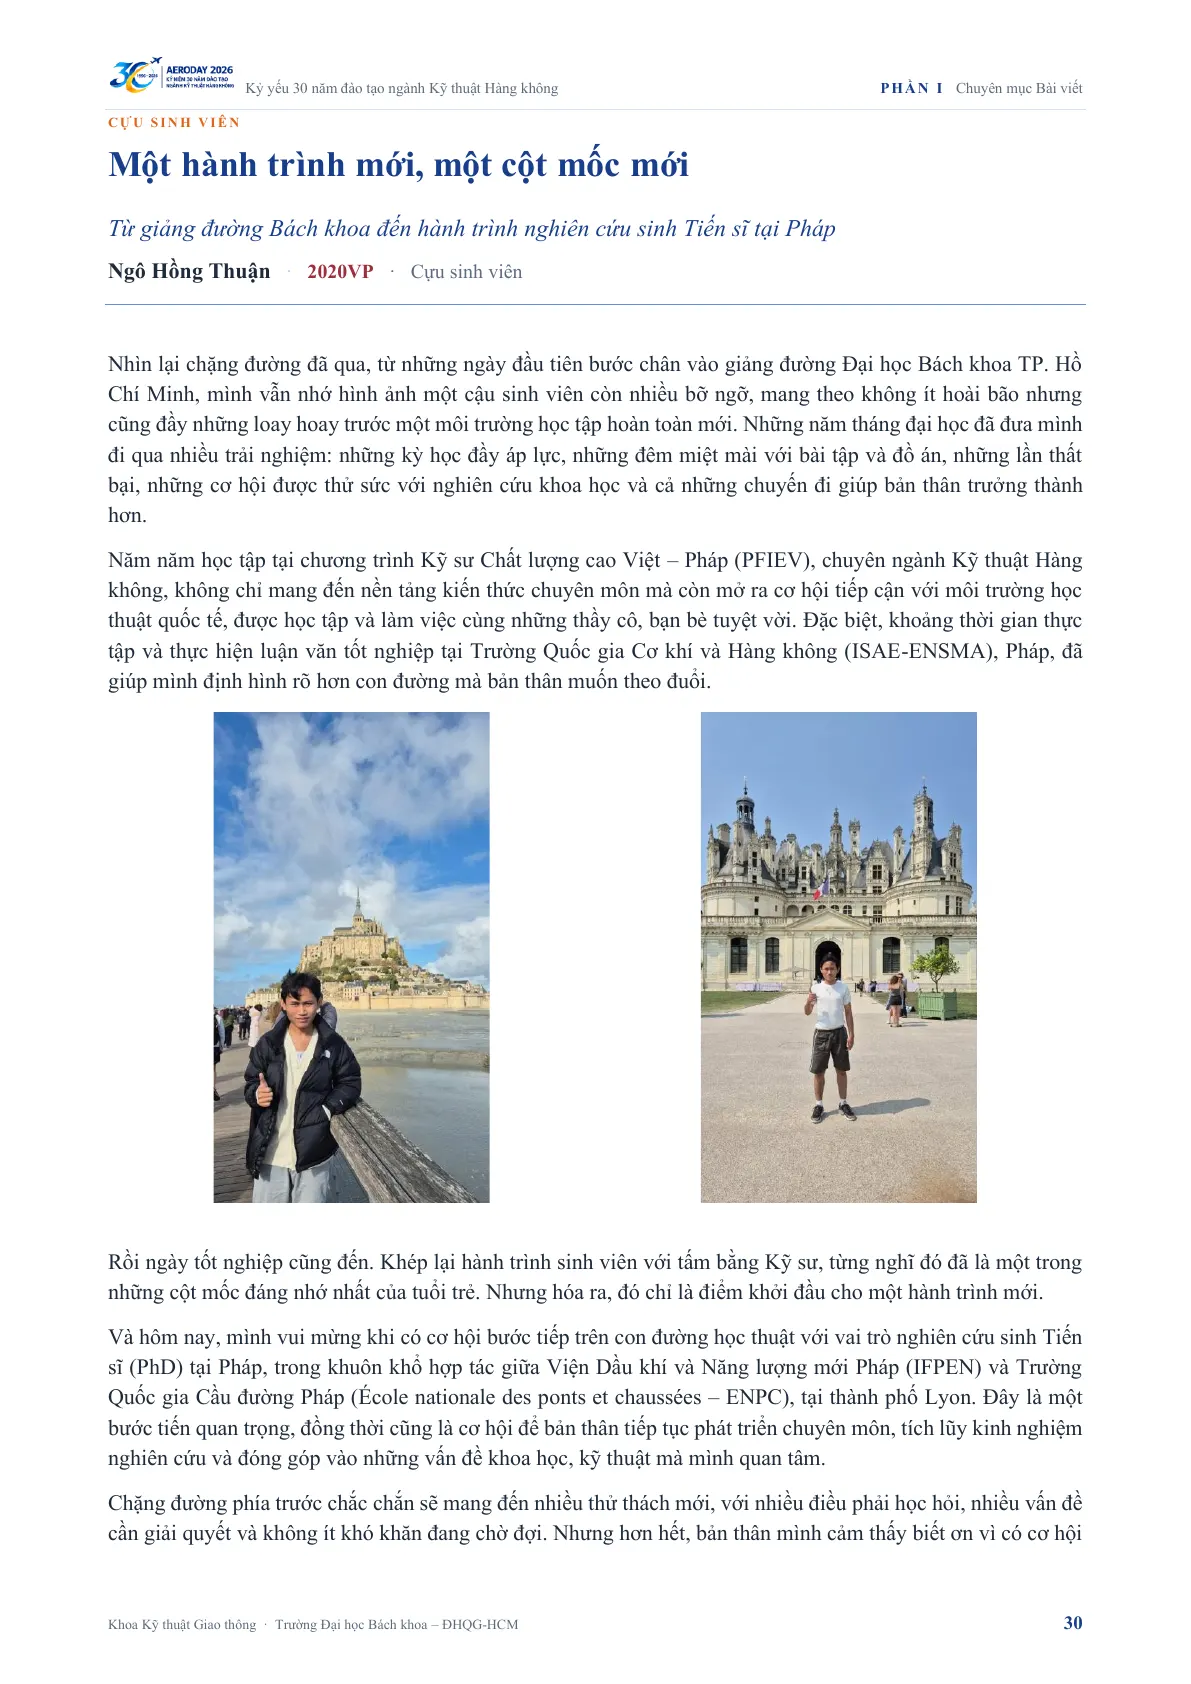 30
1996 - 2026
AERODAY 2026
KỶ NIỆM 30 NĂM ĐÀO TẠO
NGÀNH KỸ THUẬT HÀNG KHÔNG
Kỷ yếu 30 năm đào tạo ngành Kỹ thuật Hàng không
PHẦN I Chuyên mục Bài viết
CỰU SINH VIÊN
Một hành trình mới, một cột mốc mới
Từ giảng đường Bách khoa đến hành trình nghiên cứu sinh Tiến sĩ tại Pháp
Ngô Hồng Thuận · 2020VP · Cựu sinh viên
Nhìn lại chặng đường đã qua, từ những ngày đầu tiên bước chân vào giảng đường Đại học Bách khoa TP. Hồ
Chí Minh, mình vẫn nhớ hình ảnh một cậu sinh viên còn nhiều bỡ ngỡ, mang theo không ít hoài bão nhưng
cũng đầy những loay hoay trước một môi trường học tập hoàn toàn mới. Những năm tháng đại học đã đưa mình
đi qua nhiều trải nghiệm: những kỳ học đầy áp lực, những đêm miệt mài với bài tập và đồ án, những lần thất
bại, những cơ hội được thử sức với nghiên cứu khoa học và cả những chuyến đi giúp bản thân trưởng thành
hơn.
Năm năm học tập tại chương trình Kỹ sư Chất lượng cao Việt – Pháp (PFIEV), chuyên ngành Kỹ thuật Hàng
không, không chỉ mang đến nền tảng kiến thức chuyên môn mà còn mở ra cơ hội tiếp cận với môi trường học
thuật quốc tế, được học tập và làm việc cùng những thầy cô, bạn bè tuyệt vời. Đặc biệt, khoảng thời gian thực
tập và thực hiện luận văn tốt nghiệp tại Trường Quốc gia Cơ khí và Hàng không (ISAE-ENSMA), Pháp, đã
giúp mình định hình rõ hơn con đường mà bản thân muốn theo đuổi.
Rồi ngày tốt nghiệp cũng đến. Khép lại hành trình sinh viên với tấm bằng Kỹ sư, từng nghĩ đó đã là một trong
những cột mốc đáng nhớ nhất của tuổi trẻ. Nhưng hóa ra, đó chỉ là điểm khởi đầu cho một hành trình mới.
Và hôm nay, mình vui mừng khi có cơ hội bước tiếp trên con đường học thuật với vai trò nghiên cứu sinh Tiến
sĩ (PhD) tại Pháp, trong khuôn khổ hợp tác giữa Viện Dầu khí và Năng lượng mới Pháp (IFPEN) và Trường
Quốc gia Cầu đường Pháp (École nationale des ponts et chaussées – ENPC), tại thành phố Lyon. Đây là một
bước tiến quan trọng, đồng thời cũng là cơ hội để bản thân tiếp tục phát triển chuyên môn, tích lũy kinh nghiệm
nghiên cứu và đóng góp vào những vấn đề khoa học, kỹ thuật mà mình quan tâm.
Chặng đường phía trước chắc chắn sẽ mang đến nhiều thử thách mới, với nhiều điều phải học hỏi, nhiều vấn đề
cần giải quyết và không ít khó khăn đang chờ đợi. Nhưng hơn hết, bản thân mình cảm thấy biết ơn vì có cơ hội
Khoa Kỹ thuật Giao thông · Trường Đại học Bách khoa – ĐHQG-HCM
30